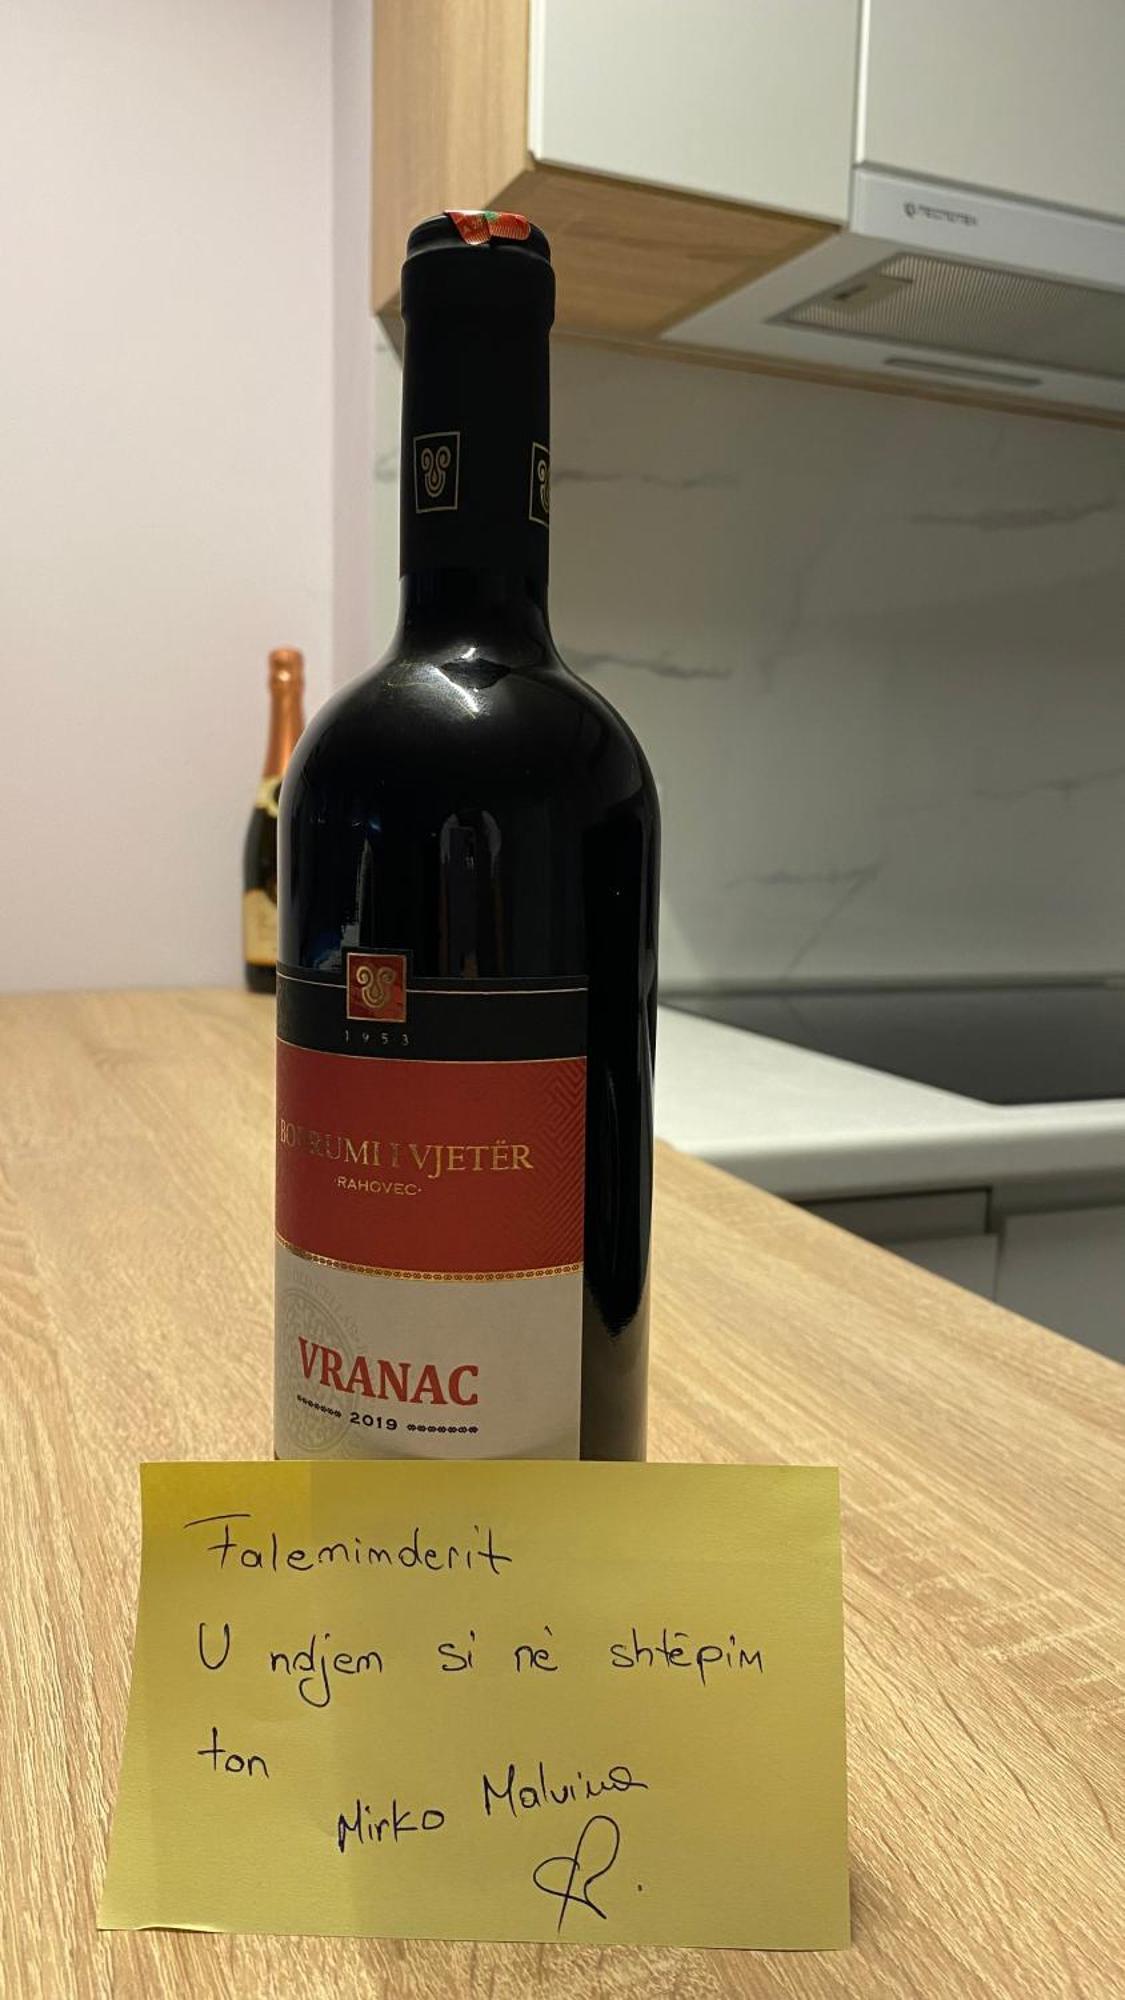 1953
BODRUMI I VJETËR
·RAHOVEC·
VRANAC
2019
Faleminderit
U ndjem si në shtëpim
ton
Mirko Malvina